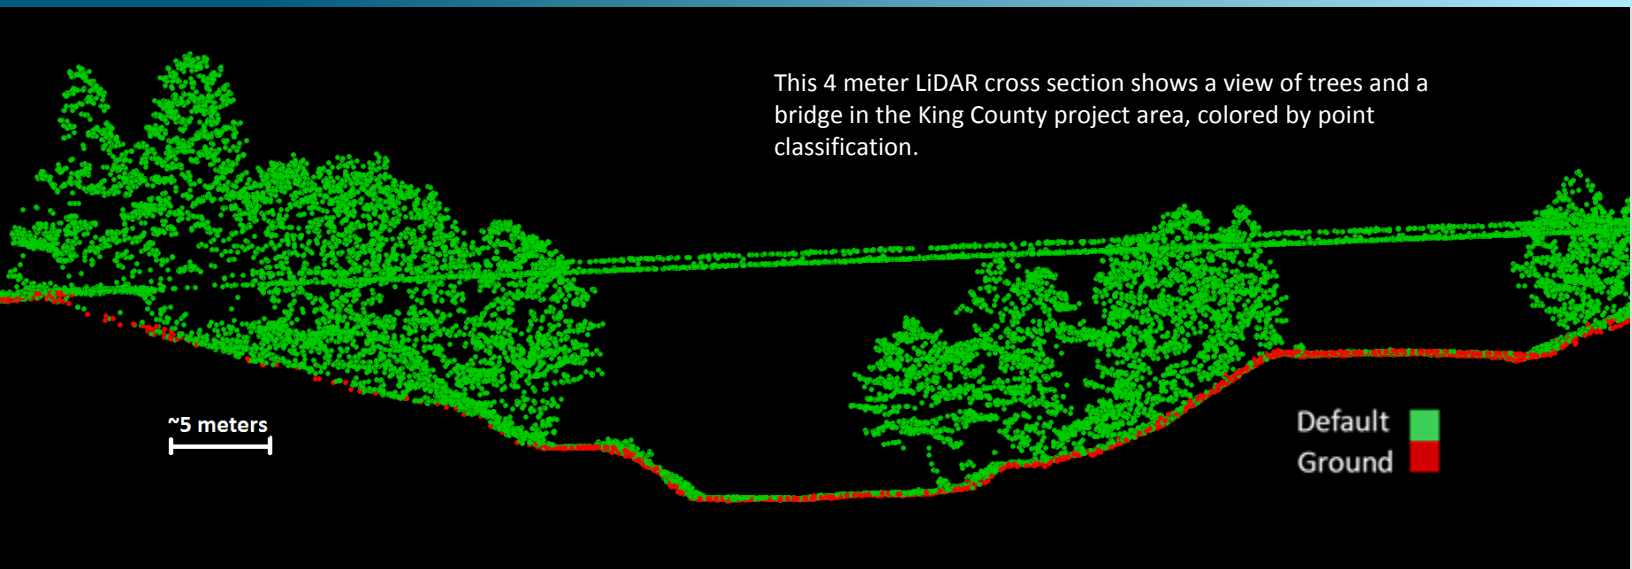 This 4 meter LiDAR cross section shows a view of trees and a
bridge in the King County project area, colored by point
classification.
~5 meters
Default
Ground